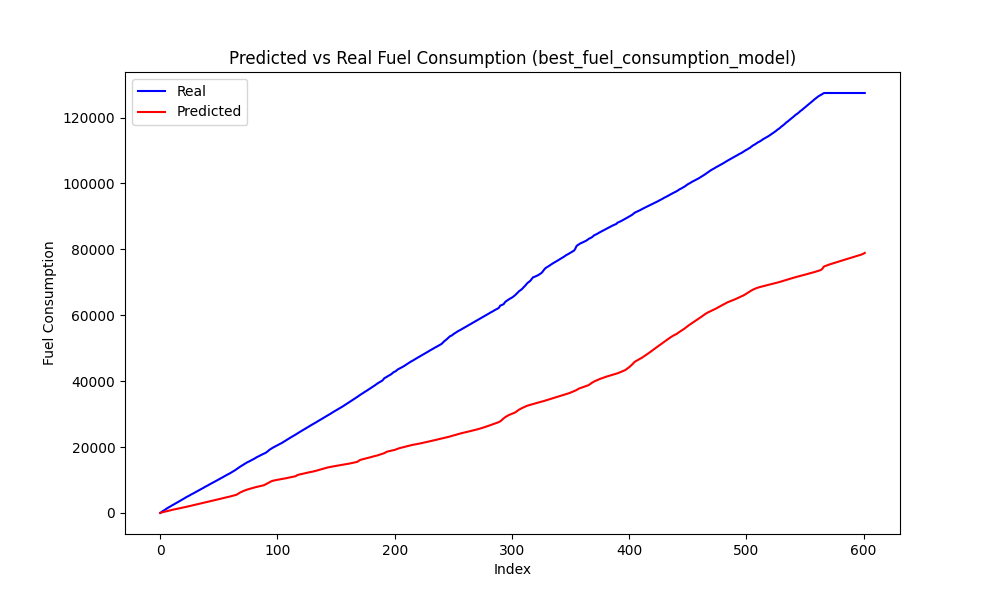 Predicted vs Real Fuel Consumption (best_fuel_consumption_model)
Real
Predicted
120000
100000
80000
60000
40000
20000
0
Fuel Consumption
0 100 200 300 400 500 600
Index